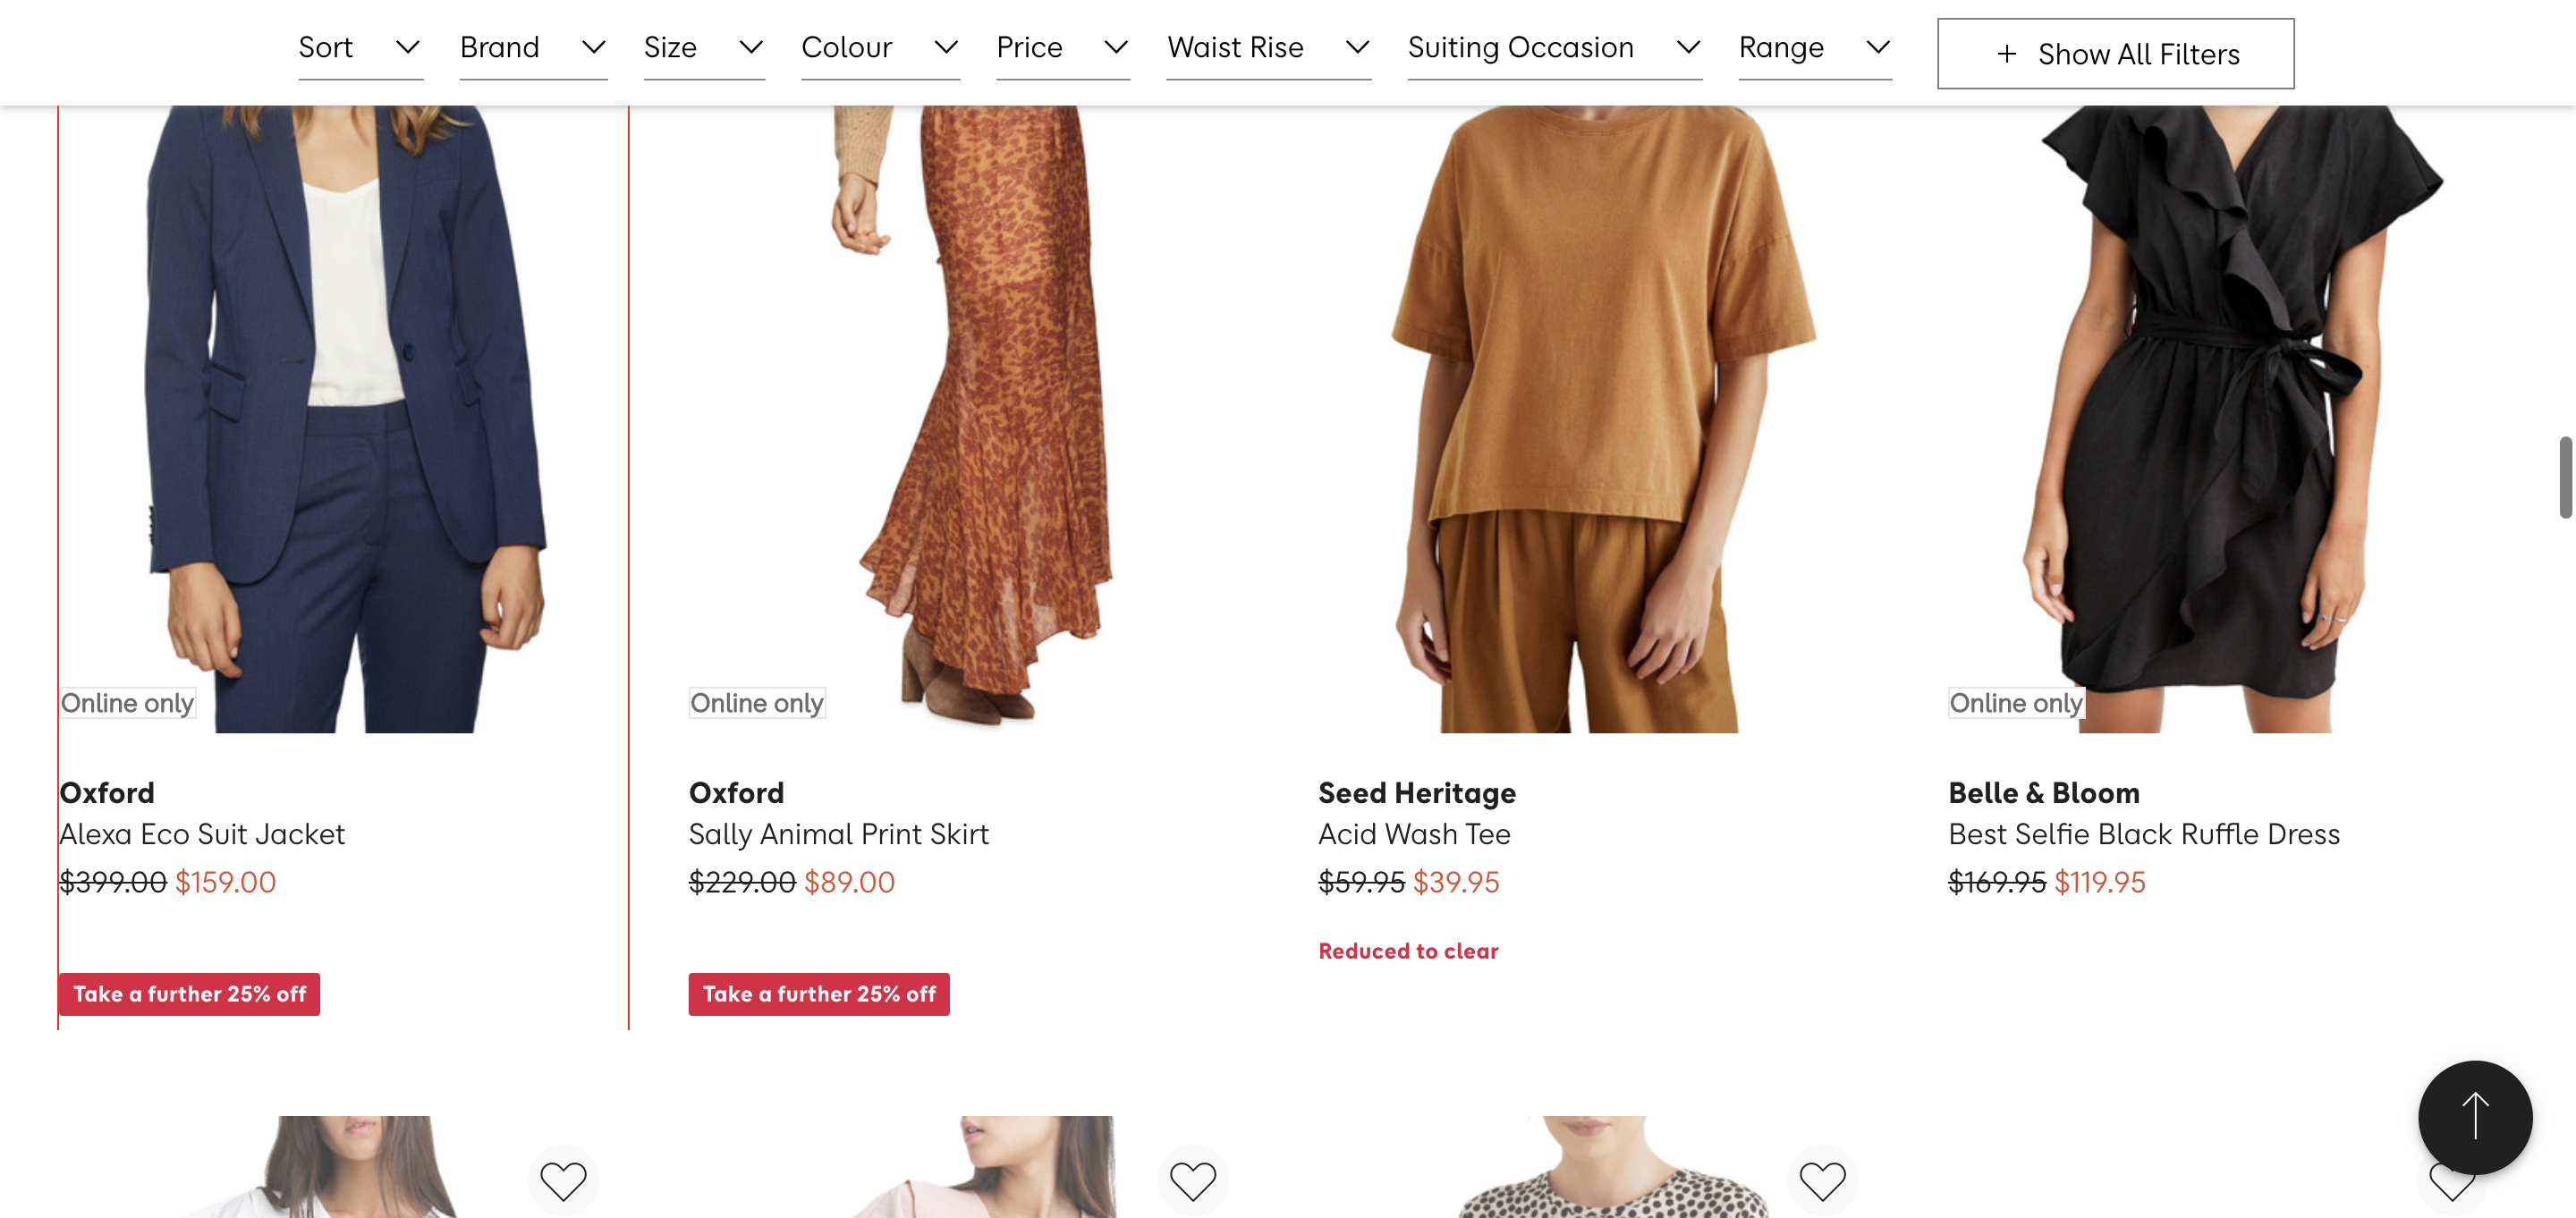 Sort Brand Size Colour Price Waist Rise Suiting Occasion Range + Show All Filters
Online only Online only Online only
Oxford Oxford Seed Heritage Belle & Bloom
Alexa Eco Suit Jacket Sally Animal Print Skirt Acid Wash Tee Best Selfie Black Ruffle Dress
$399.00 $159.00 $229.00 $89.00 $59.95 $39.95 $169.95 $119.95
Reduced to clear
Take a further 25% off Take a further 25% off